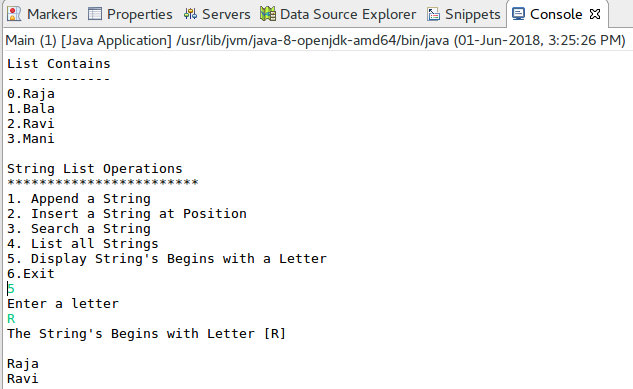 Markers Properties Servers Data Source Explorer Snippets Console
Main (1) [Java Application] /usr/lib/jvm/java-8-openjdk-amd64/bin/java (01-Jun-2018, 3:25:26 PM)
List Contains
-------------
0.Raja
1.Bala
2.Ravi
3.Mani
String List Operations
************************
1. Append a String
2. Insert a String at Position
3. Search a String
4. List all Strings
5. Display String's Begins with a Letter
6.Exit
5
Enter a letter
R
The String's Begins with Letter [R]
Raja
Ravi